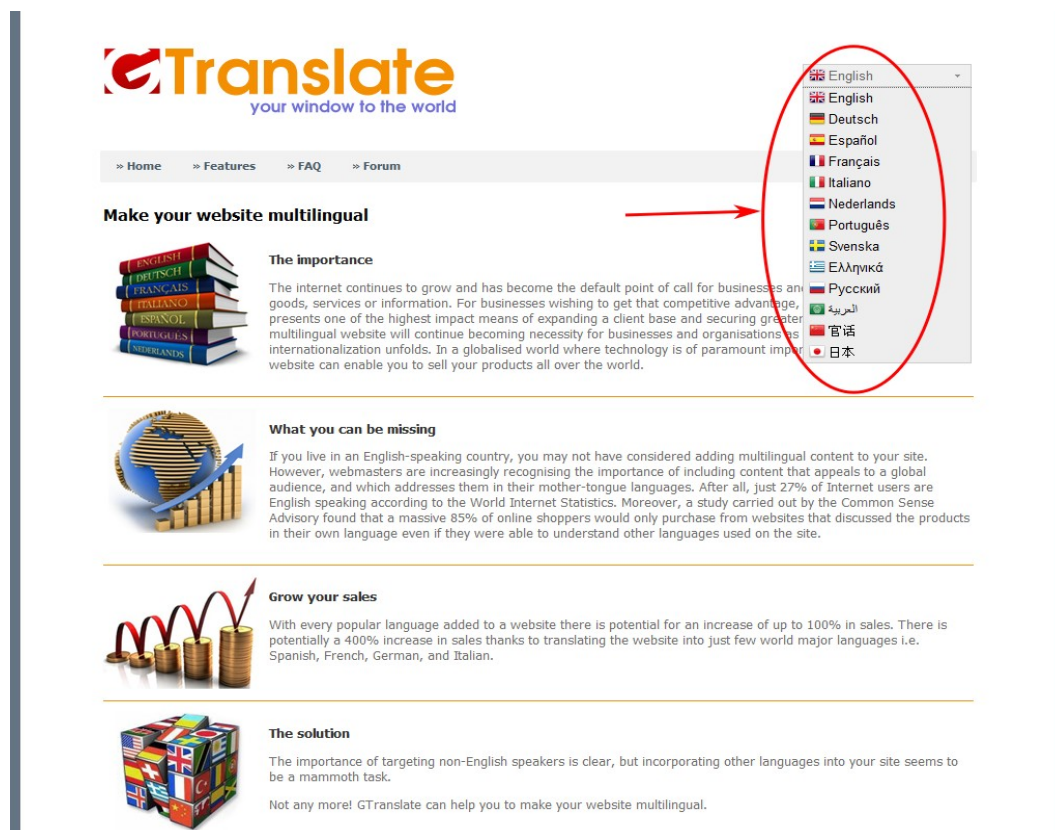 GTranslate
your window to the world
English
English
Deutsch
Español
Français
Italiano
Nederlands
Português
Svenska
Ελληνικά
Русский
العربية
官话
日本
» Home » Features » FAQ » Forum
Make your website multilingual
ENGLISH
DEUTSCH
FRANÇAIS
ITALIANO
ESPAÑOL
PORTUGUÊS
NEDERLANDS
The importance
The internet continues to grow and has become the default point of call for businesses and
goods, services or information. For businesses wishing to get that competitive advantage,
presents one of the highest impact means of expanding a client base and securing greater
multilingual website will continue becoming necessity for businesses and organisations as
internationalization unfolds. In a globalised world where technology is of paramount
website can enable you to sell your products all over the world.
What you can be missing
If you live in an English-speaking country, you may not have considered adding multilingual content to your site.
However, webmasters are increasingly recognising the importance of including content that appeals to a global
audience, and which addresses them in their mother-tongue languages. After all, just 27% of Internet users are
English speaking according to the World Internet Statistics. Moreover, a study carried out by the Common Sense
Advisory found that a massive 85% of online shoppers would only purchase from websites that discussed the products
in their own language even if they were able to understand other languages used on the site.
Grow your sales
With every popular language added to a website there is potential for an increase of up to 100% in sales. There is
potentially a 400% increase in sales thanks to translating the website into just few world major languages i.e.
Spanish, French, German, and Italian.
The solution
The importance of targeting non-English speakers is clear, but incorporating other languages into your site seems to
be a mammoth task.
Not any more! GTranslate can help you to make your website multilingual.